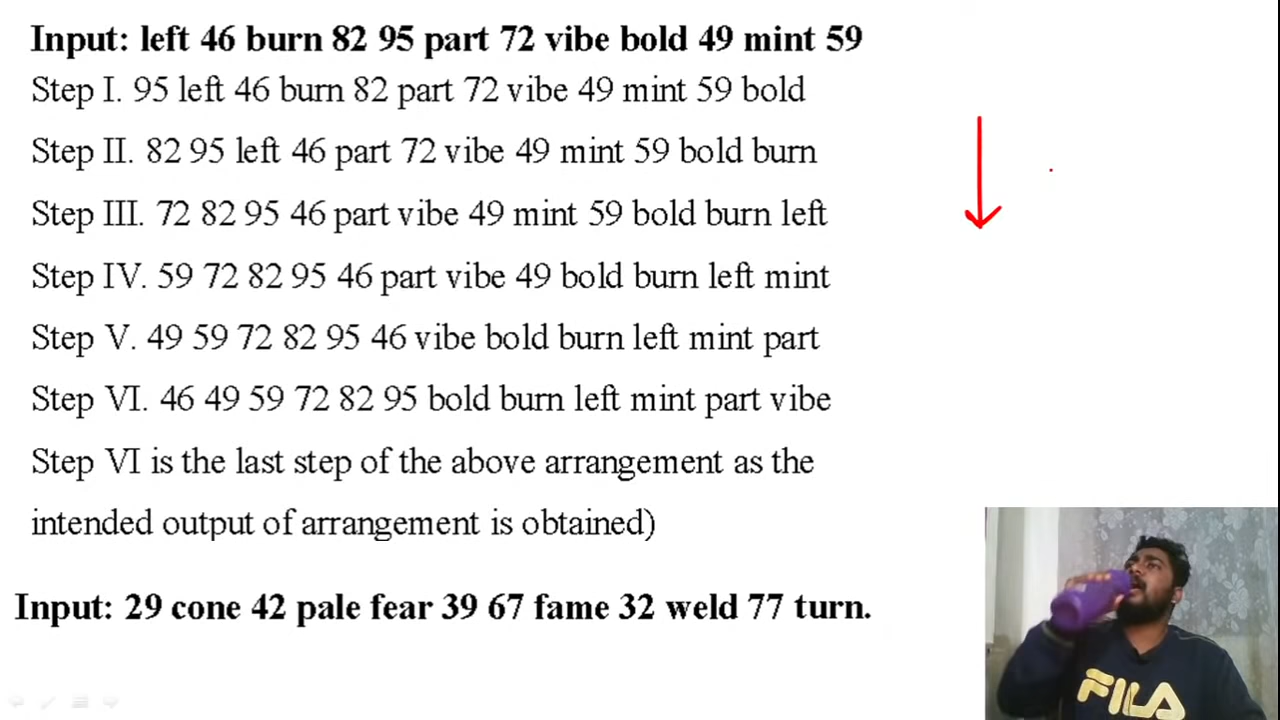 Input: left 46 burn 82 95 part 72 vibe bold 49 mint 59
Step I. 95 left 46 burn 82 part 72 vibe 49 mint 59 bold
Step II. 82 95 left 46 part 72 vibe 49 mint 59 bold burn
Step III. 72 82 95 46 part vibe 49 mint 59 bold burn left
Step IV. 59 72 82 95 46 part vibe 49 bold burn left mint
Step V. 49 59 72 82 95 46 vibe bold burn left mint part
Step VI. 46 49 59 72 82 95 bold burn left mint part vibe
Step VI is the last step of the above arrangement as the
intended output of arrangement is obtained)
Input: 29 cone 42 pale fear 39 67 fame 32 weld 77 turn.
FILA